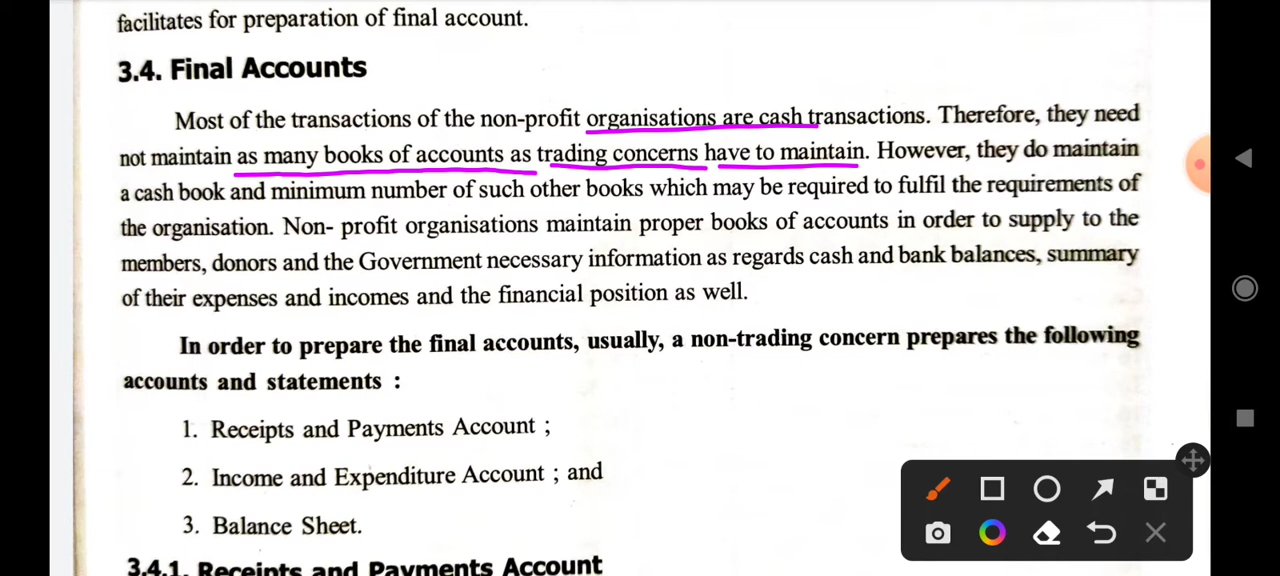 facilitates for preparation of final account.
3.4. Final Accounts
Most of the transactions of the non-profit organisations are cash transactions. Therefore, they need
not maintain as many books of accounts as trading concerns have to maintain. However, they do maintain
a cash book and minimum number of such other books which may be required to fulfil the requirements of
the organisation. Non- profit organisations maintain proper books of accounts in order to supply to the
members, donors and the Government necessary information as regards cash and bank balances, summary
of their expenses and incomes and the financial position as well.
In order to prepare the final accounts, usually, a non-trading concern prepares the following
accounts and statements :
1. Receipts and Payments Account ;
2. Income and Expenditure Account ; and
3. Balance Sheet.
3.4.1. Receipts and Payments Account